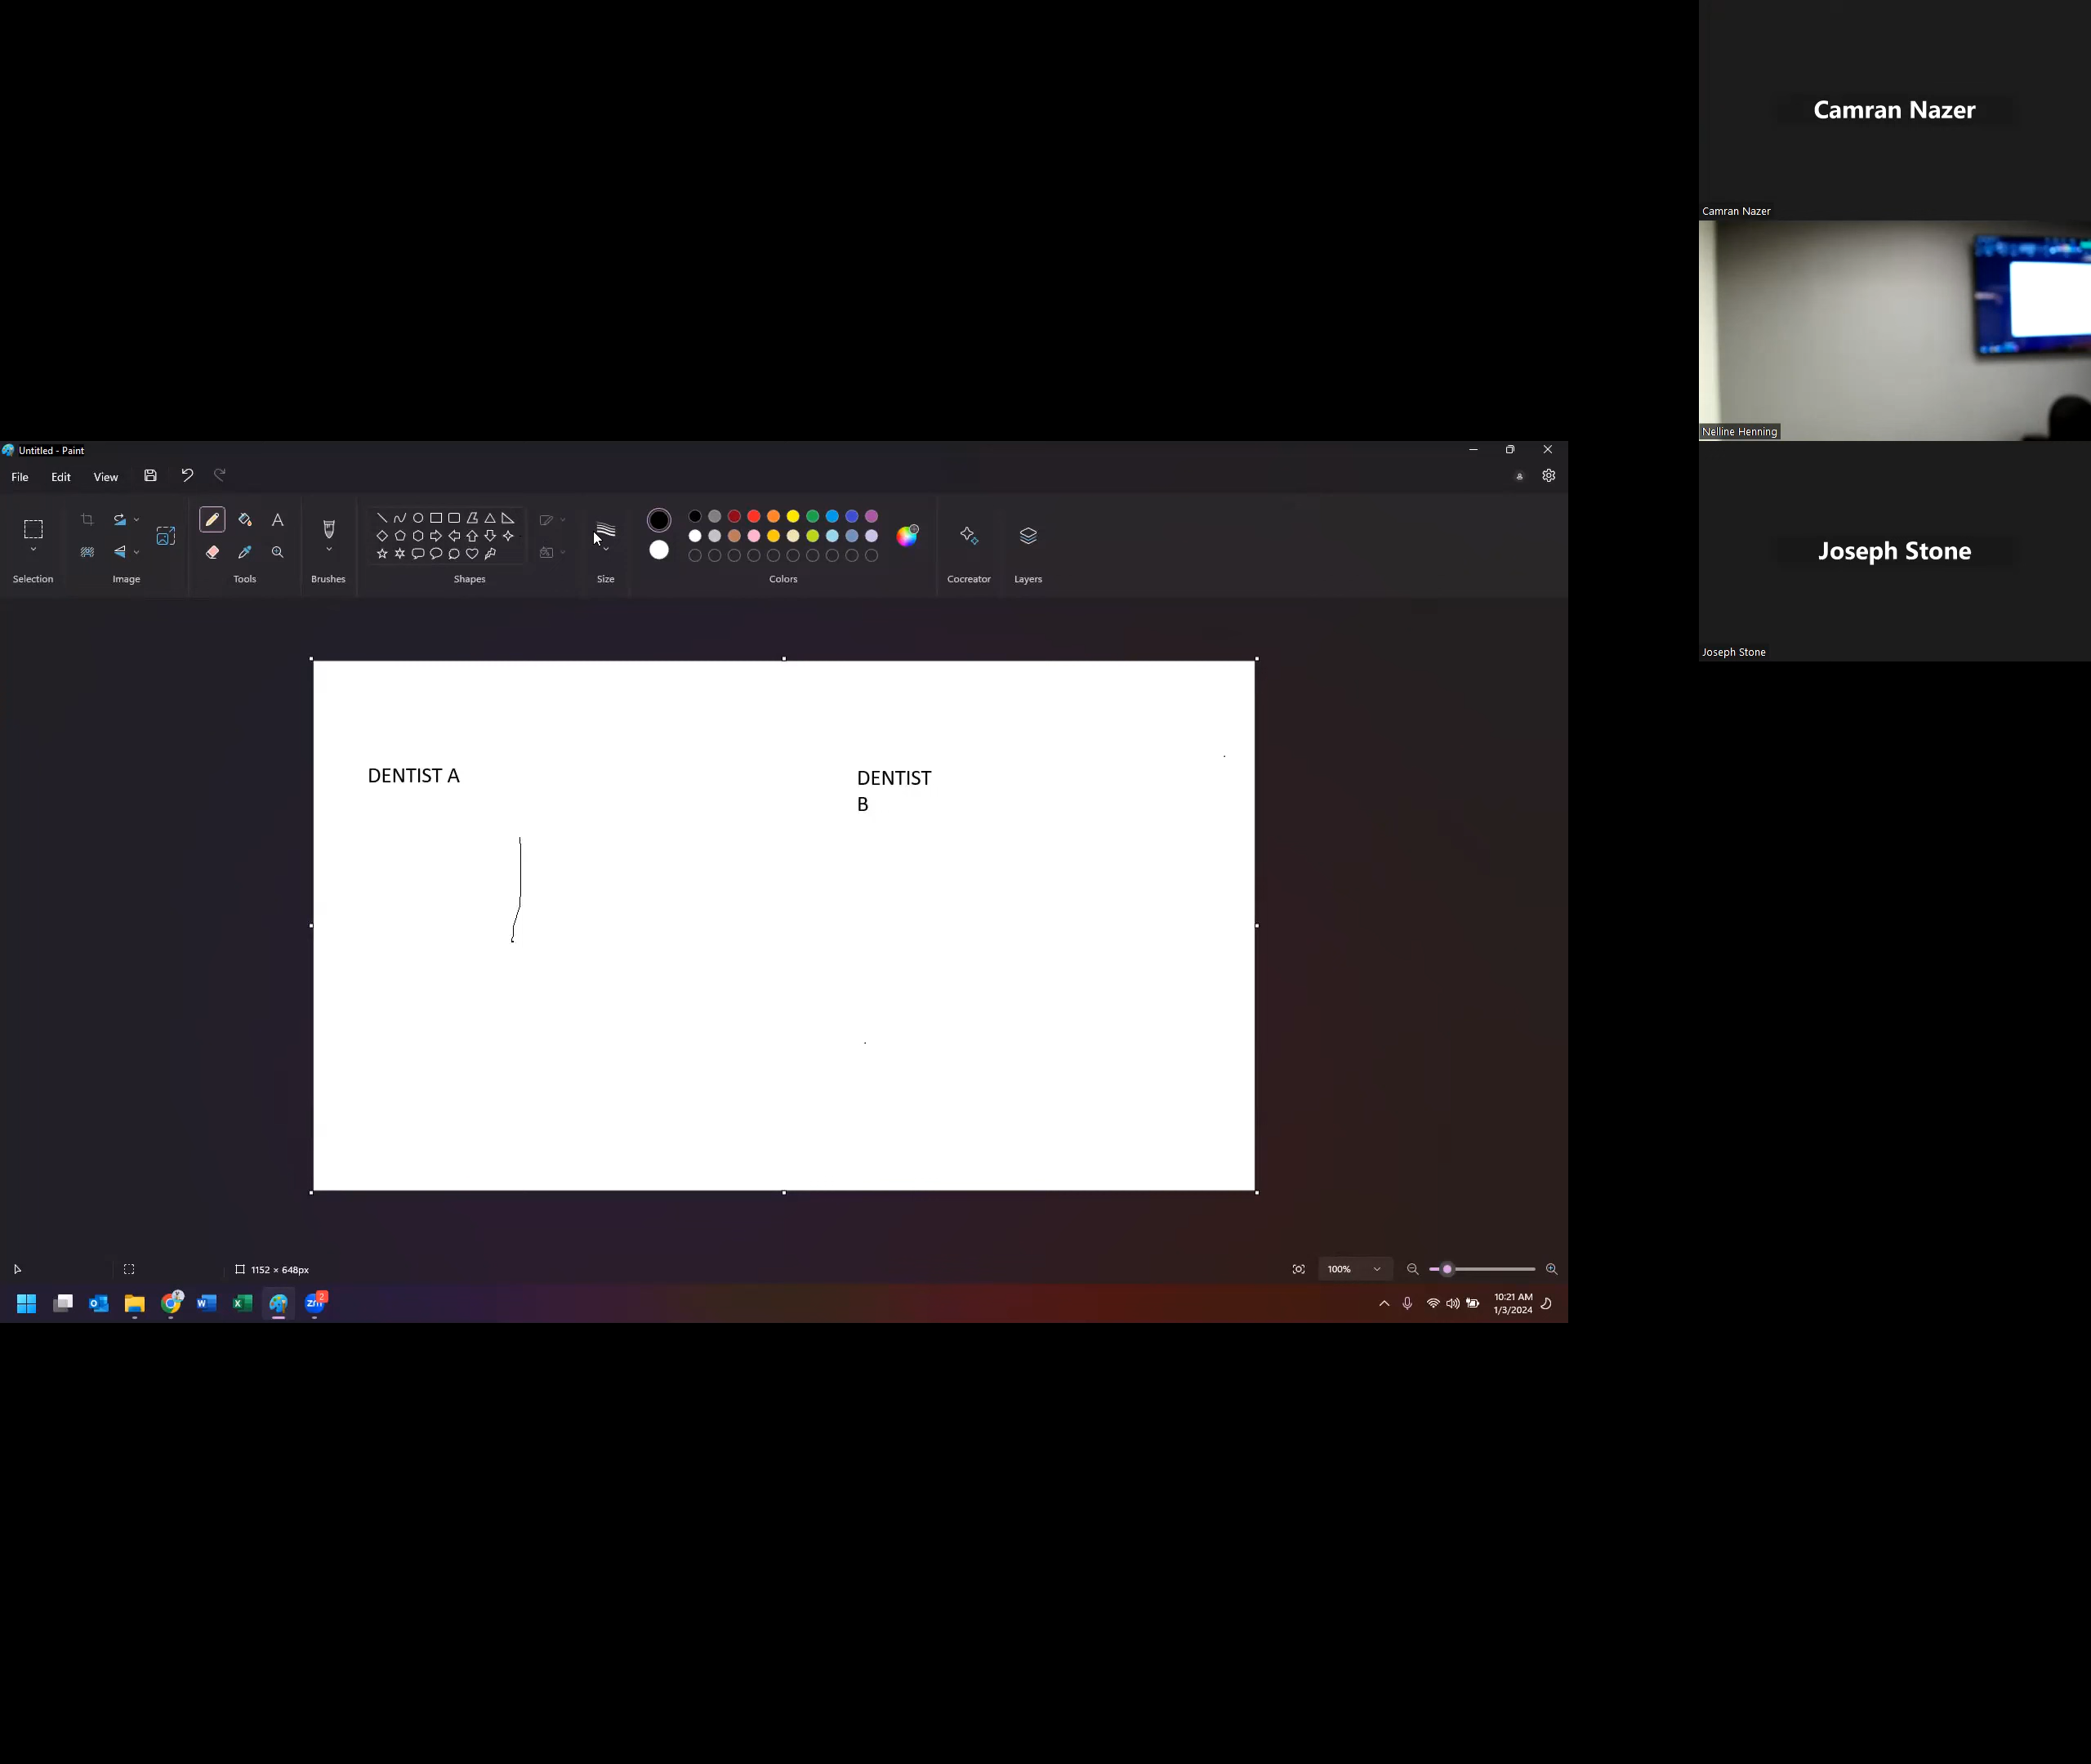 Camran Nazer
Camran Nazer
Nelline Henning
Joseph Stone
Joseph Stone
Untitled - Paint
File Edit View
Selection Image Tools Brushes Shapes Size Colors Cocreator Layers
DENTIST A
DENTIST
B
1152 × 648px
100%
10:21 AM
1/3/2024